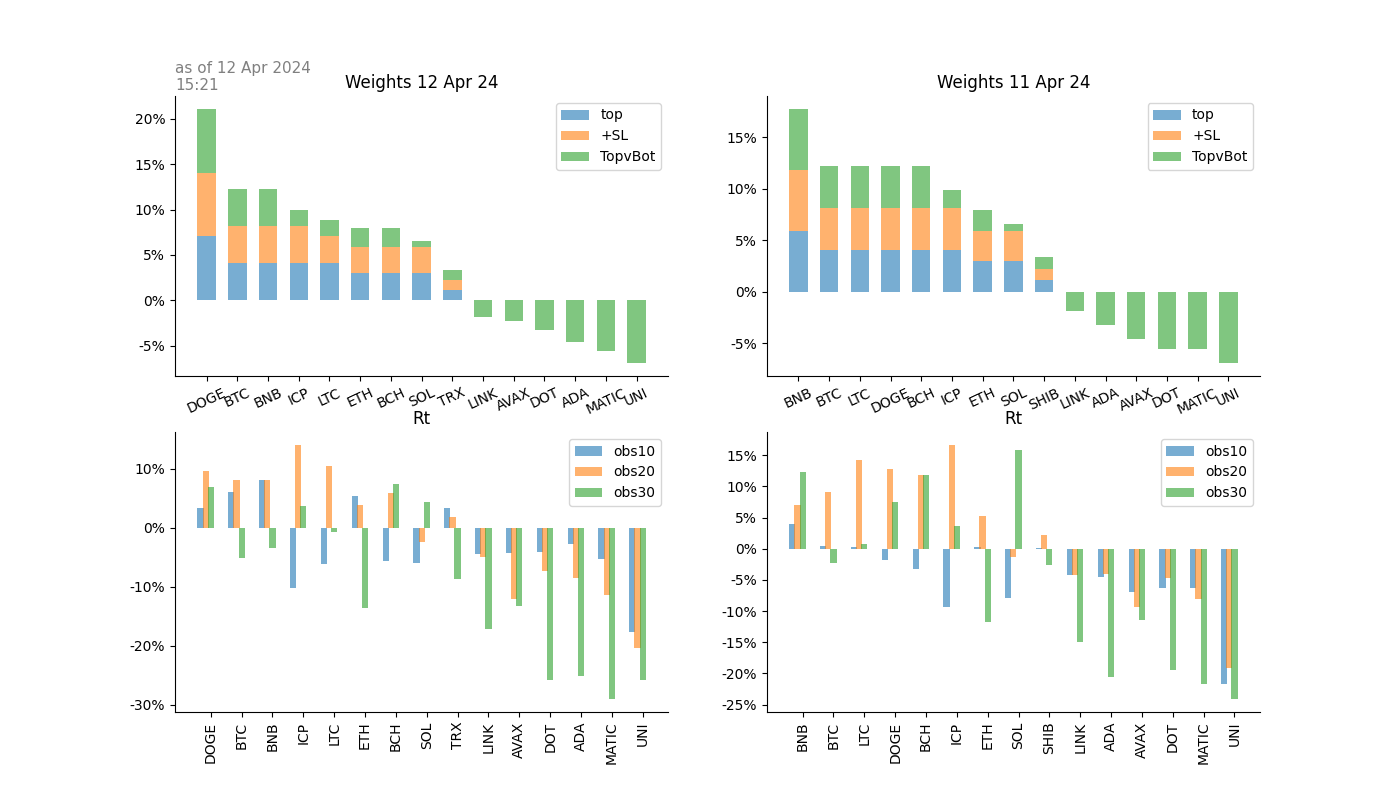 as of 12 Apr 2024
15:21
Weights 12 Apr 24
20%
15%
10%
5%
0%
-5%
top
+SL
TopvBot
DOGE BTC BNB ICP LTC ETH BCH SOL TRX LINK AVAX DOT ADA MATIC UNI
Weights 11 Apr 24
15%
10%
5%
0%
-5%
top
+SL
TopvBot
BNB BTC LTC DOGE BCH ICP ETH SOL SHIB LINK ADA AVAX DOT MATIC UNI
Rt
10%
0%
-10%
-20%
-30%
obs10
obs20
obs30
DOGE BTC BNB ICP LTC ETH BCH SOL TRX LINK AVAX DOT ADA MATIC UNI
Rt
15%
10%
5%
0%
-5%
-10%
-15%
-20%
-25%
obs10
obs20
obs30
BNB BTC LTC DOGE BCH ICP ETH SOL SHIB LINK ADA AVAX DOT MATIC UNI